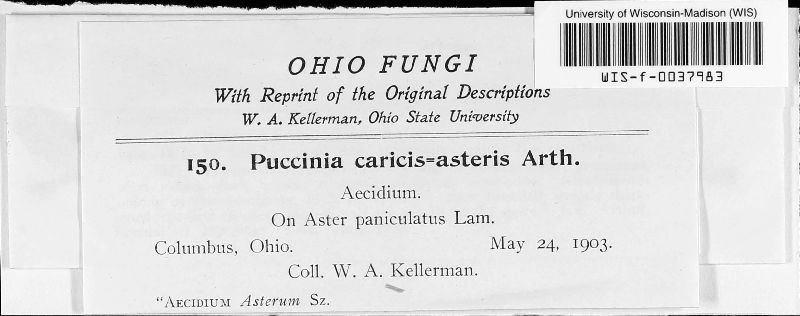 University of Wisconsin-Madison (WIS)
WIS-f-0037983
OHIO FUNGI
With Reprint of the Original Descriptions
W. A. Kellerman, Ohio State University
150. Puccinia caricis=asteris Arth.
Aecidium.
On Aster paniculatus Lam.
Columbus, Ohio. May 24, 1903.
Coll. W. A. Kellerman.
"AECIDIUM Asterum Sz.